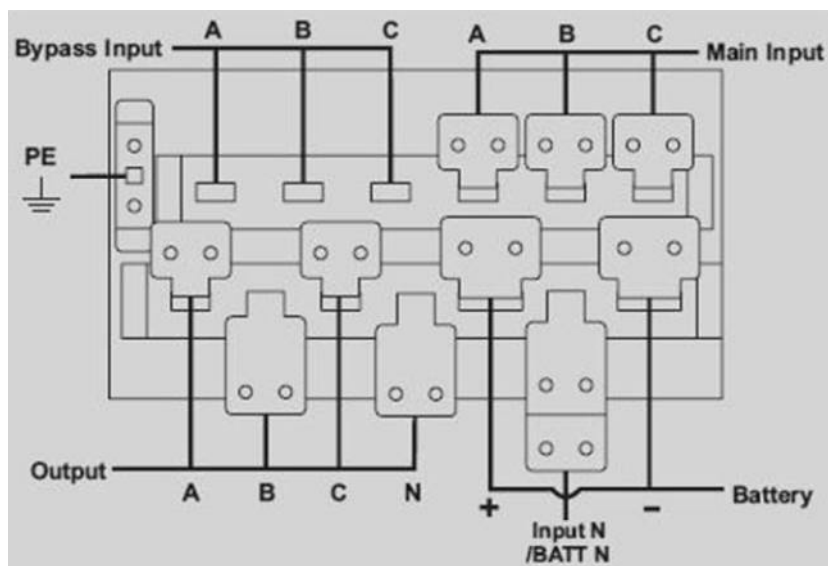 A B C
Bypass Input
A B C
Main Input
PE
Output
A B C N
+ -
Battery
Input N
/BATT N